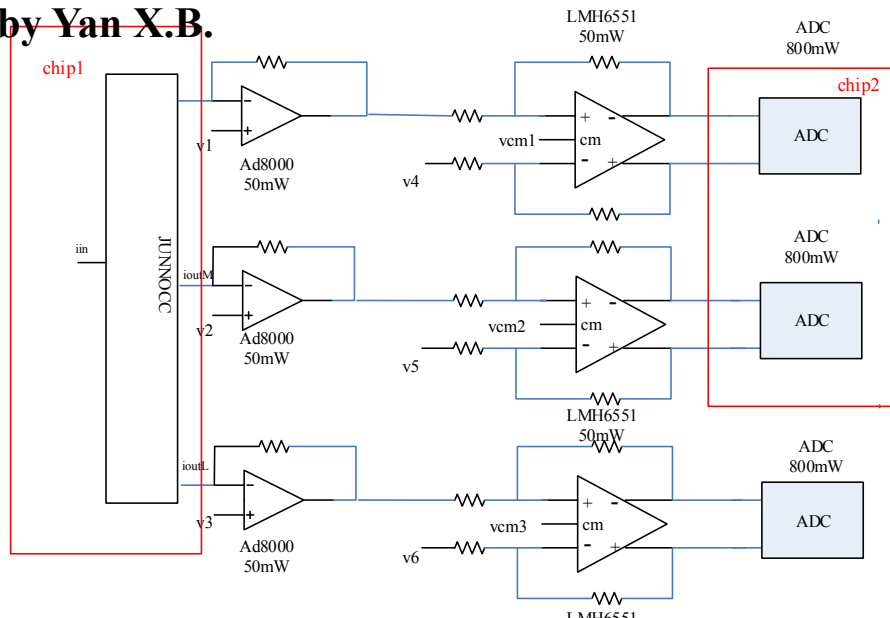 by Yan X.B.
LMH6551
50mW
ADC
800mW
chip1
chip2
-
+
v1
Ad8000
50mW
+
-
vcm1
cm
-
+
v4
ADC
iin
JUNNOCC
ioutM
-
+
v2
Ad8000
50mW
+
-
vcm2
cm
-
+
v5
ADC
800mW
ADC
LMH6551
50mW
ioutL
-
+
v3
Ad8000
50mW
+
-
vcm3
cm
-
+
v6
ADC
800mW
ADC
LMH6551